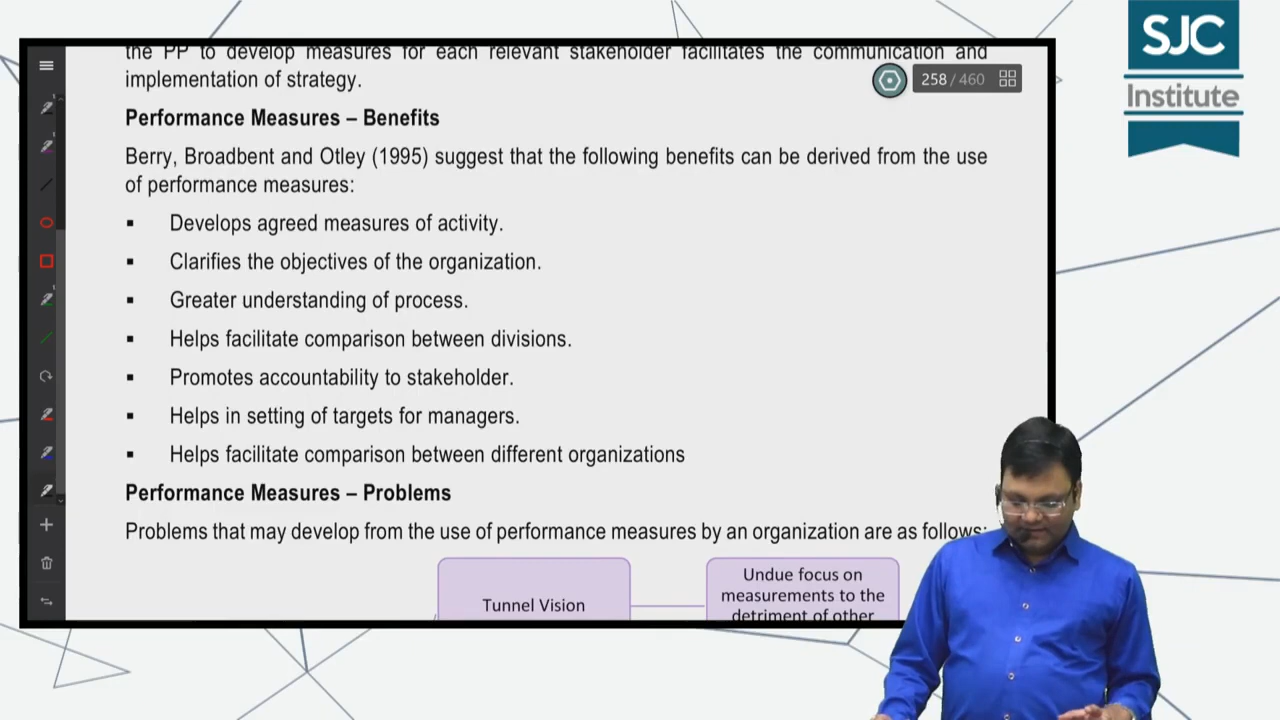 SJC
Institute
258 / 460
the PP to develop measures for each relevant stakeholder facilitates the communication and
implementation of strategy.
Performance Measures – Benefits
Berry, Broadbent and Otley (1995) suggest that the following benefits can be derived from the use
of performance measures:
▪ Develops agreed measures of activity.
▪ Clarifies the objectives of the organization.
▪ Greater understanding of process.
▪ Helps facilitate comparison between divisions.
▪ Promotes accountability to stakeholder.
▪ Helps in setting of targets for managers.
▪ Helps facilitate comparison between different organizations
Performance Measures – Problems
Problems that may develop from the use of performance measures by an organization are as follows:
Tunnel Vision
Undue focus on
measurements to the
detriment of other